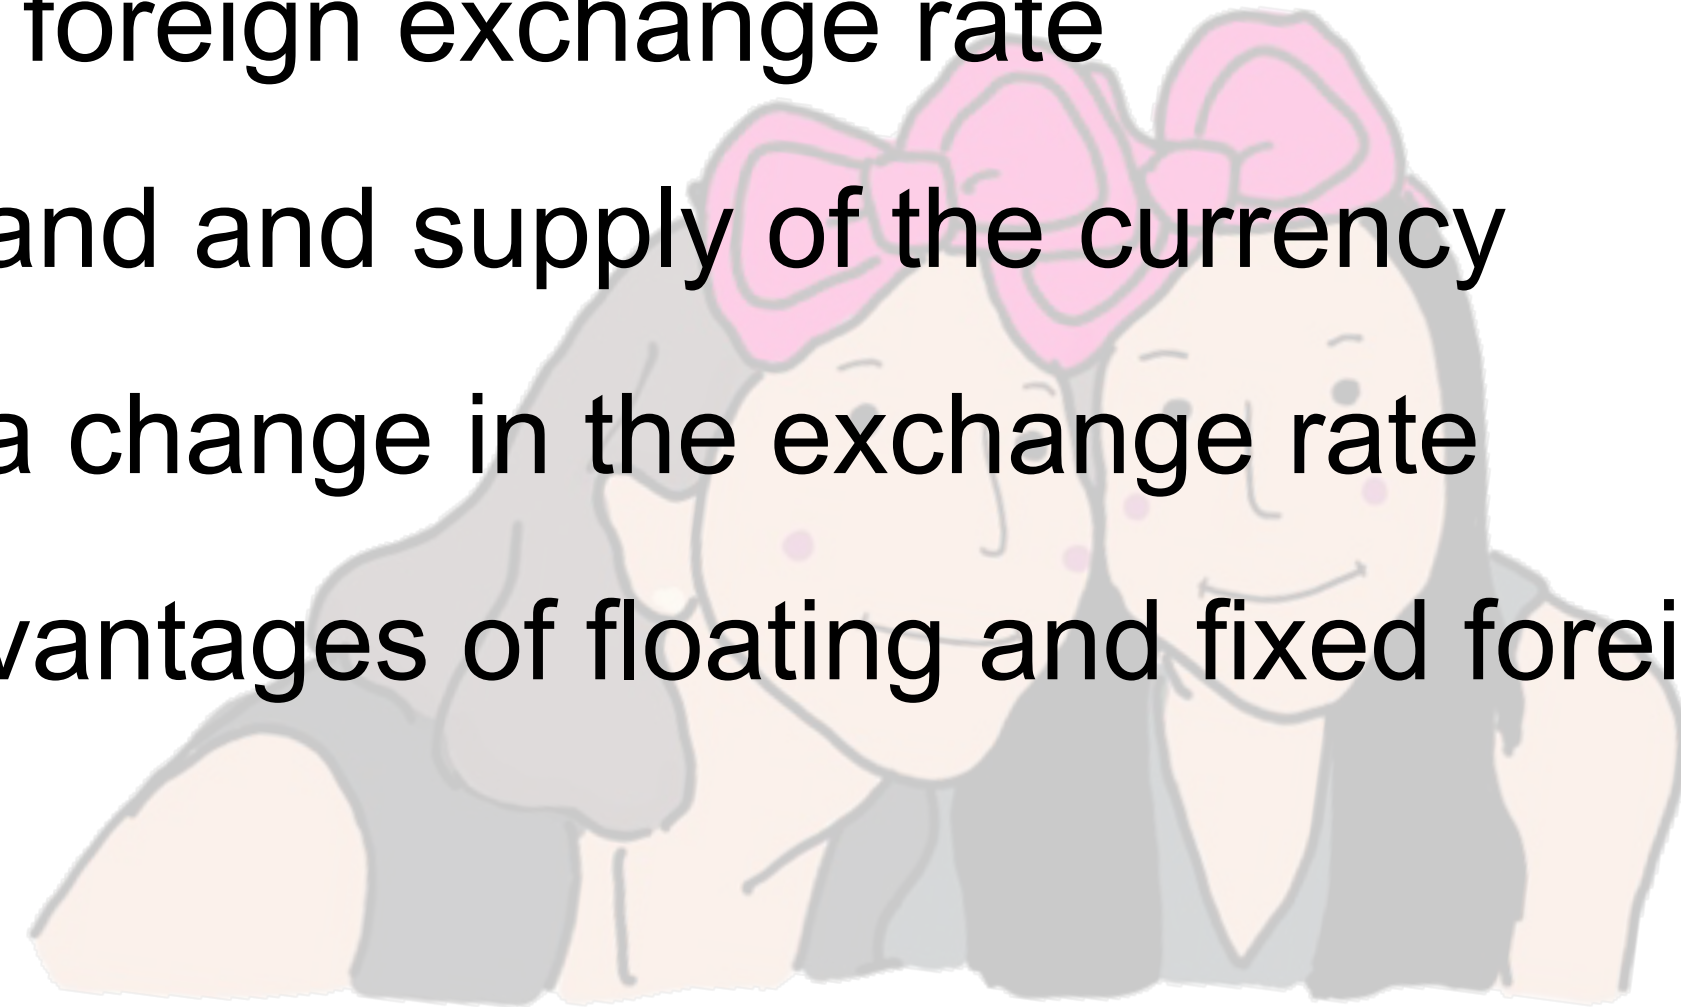 foreign exchange rate
and and supply of the currency
a change in the exchange rate
vantages of floating and fixed forei